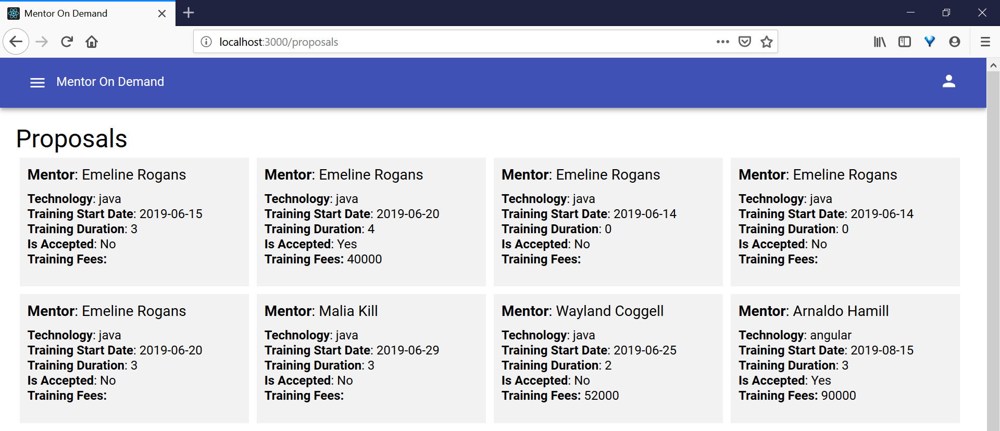 Mentor On Demand
localhost:3000/proposals
Mentor On Demand
Proposals
Mentor: Emeline Rogans
Technology: java
Training Start Date: 2019-06-15
Training Duration: 3
Is Accepted: No
Training Fees:
Mentor: Emeline Rogans
Technology: java
Training Start Date: 2019-06-20
Training Duration: 4
Is Accepted: Yes
Training Fees: 40000
Mentor: Emeline Rogans
Technology: java
Training Start Date: 2019-06-14
Training Duration: 0
Is Accepted: No
Training Fees:
Mentor: Emeline Rogans
Technology: java
Training Start Date: 2019-06-14
Training Duration: 0
Is Accepted: No
Training Fees:
Mentor: Emeline Rogans
Technology: java
Training Start Date: 2019-06-20
Training Duration: 3
Is Accepted: No
Training Fees:
Mentor: Malia Kill
Technology: java
Training Start Date: 2019-06-29
Training Duration: 3
Is Accepted: No
Training Fees:
Mentor: Wayland Coggell
Technology: java
Training Start Date: 2019-06-25
Training Duration: 2
Is Accepted: No
Training Fees: 52000
Mentor: Arnaldo Hamill
Technology: angular
Training Start Date: 2019-08-15
Training Duration: 3
Is Accepted: Yes
Training Fees: 90000